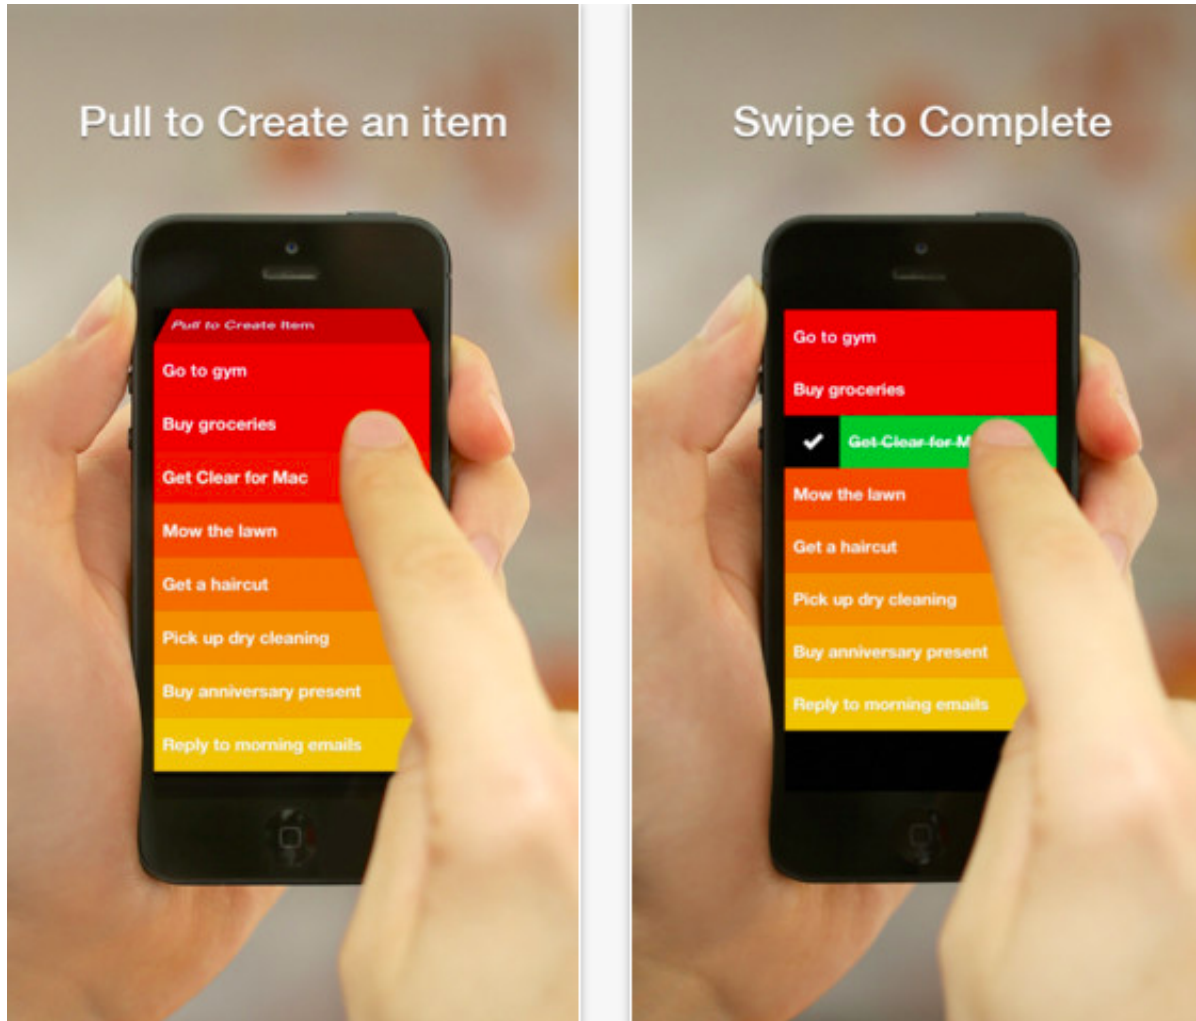 Pull to Create an item
Pull to Create Item
Go to gym
Buy groceries
Get Clear for Mac
Mow the lawn
Get a haircut
Pick up dry cleaning
Buy anniversary present
Reply to morning emails
Swipe to Complete
Go to gym
Buy groceries
Get Clear for M
Mow the lawn
Get a haircut
Pick up dry cleaning
Buy anniversary present
Reply to morning emails